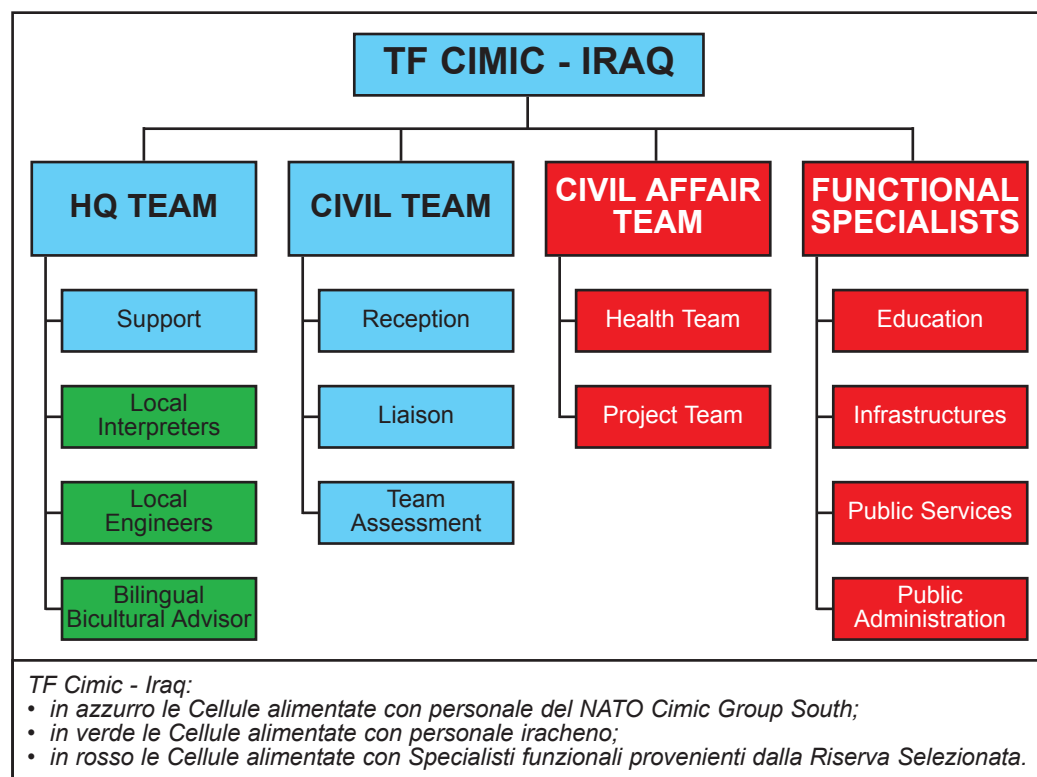 TF CIMIC - IRAQ
HQ TEAM
CIVIL TEAM
CIVIL AFFAIR
TEAM
FUNCTIONAL
SPECIALISTS
Support
Reception
Health Team
Education
Local
Interpreters
Liaison
Project Team
Infrastructures
Local
Engineers
Team
Assessment
Public Services
Bilingual
Bicultural Advisor
Public
Administration
TF Cimic - Iraq:
• in azzurro le Cellule alimentate con personale del NATO Cimic Group South;
• in verde le Cellule alimentate con personale iracheno;
• in rosso le Cellule alimentate con Specialisti funzionali provenienti dalla Riserva Selezionata.